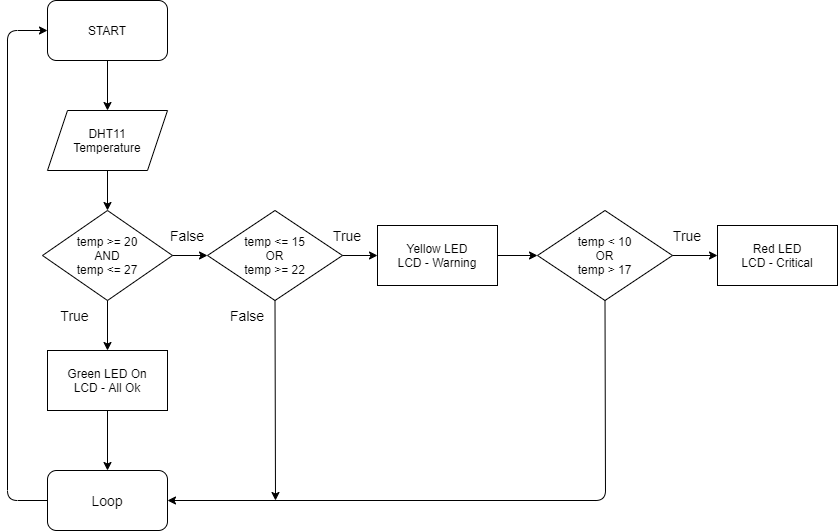 START
DHT11
Temperature
temp >= 20
AND
temp <= 27
False
temp <= 15
OR
temp >= 22
True
Yellow LED
LCD - Warning
temp < 10
OR
temp > 17
True
Red LED
LCD - Critical
True
False
Green LED On
LCD - All Ok
Loop